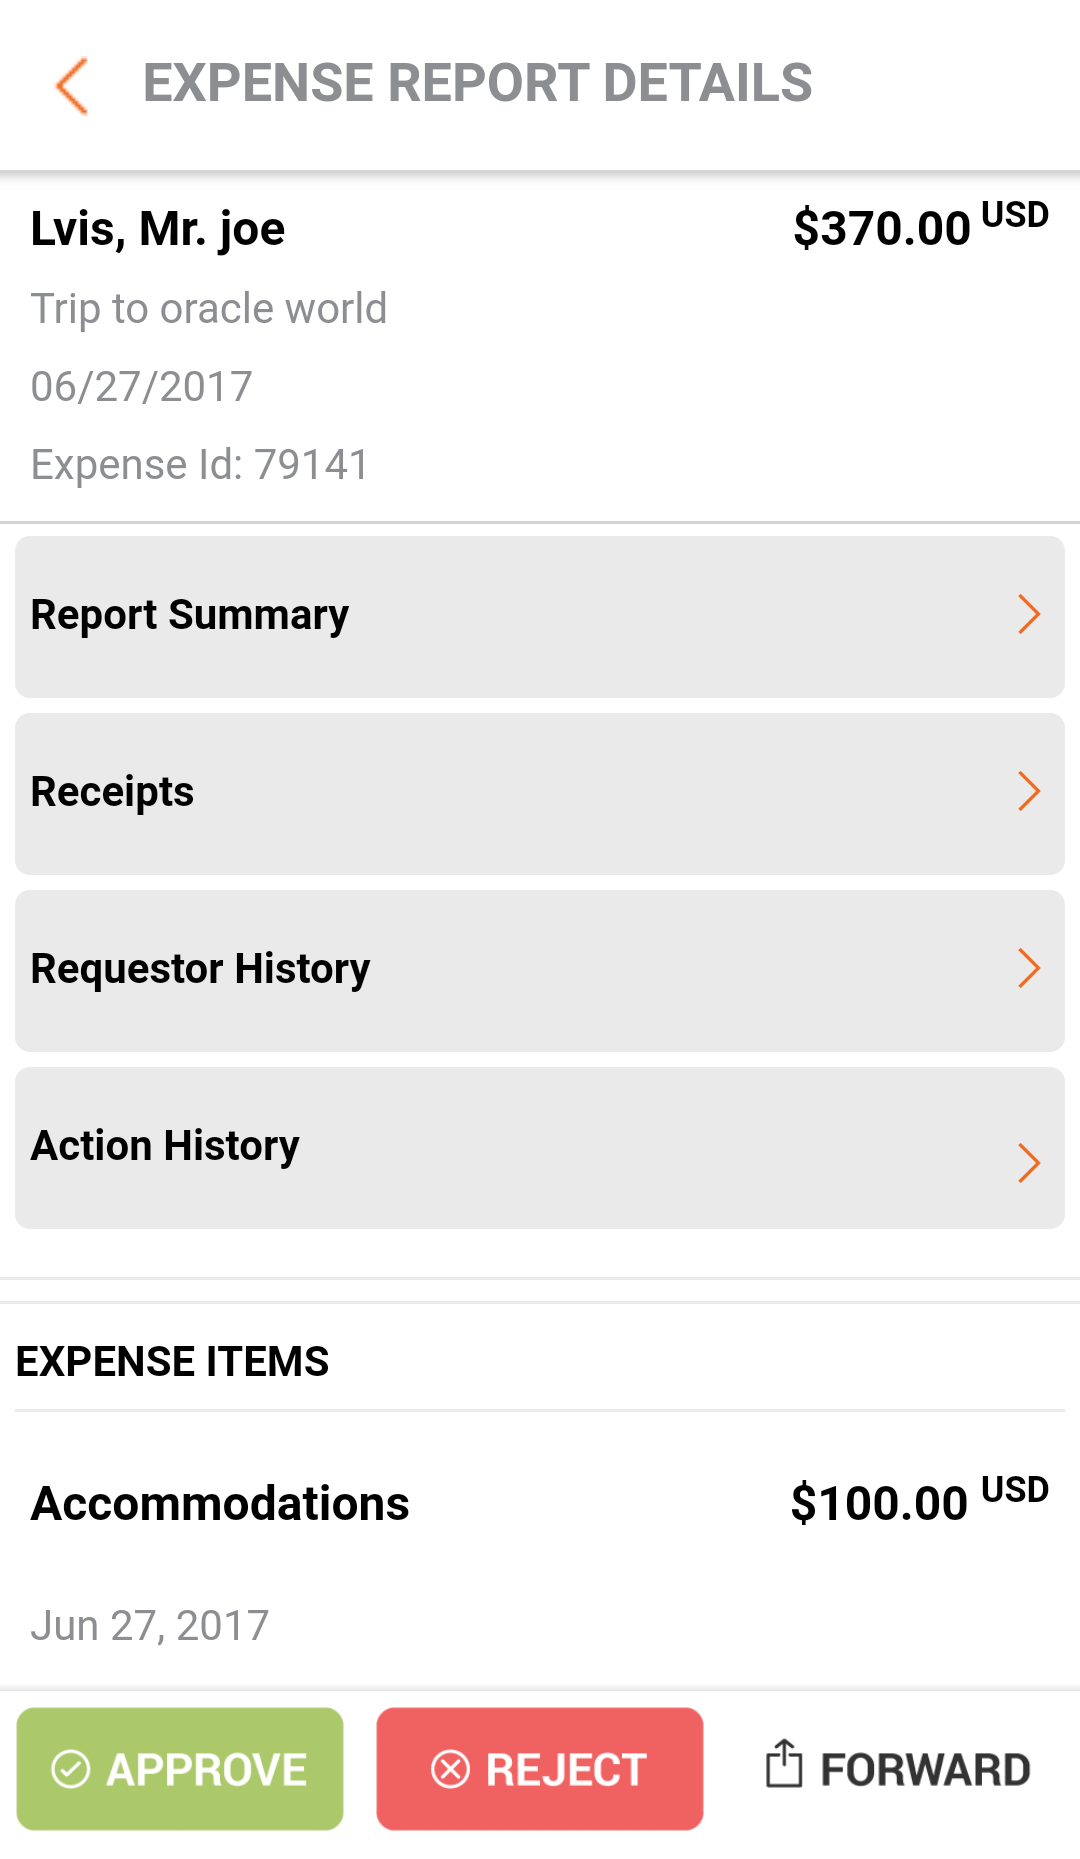 EXPENSE REPORT DETAILS
Lvis, Mr. joe $370.00 USD
Trip to oracle world
06/27/2017
Expense Id: 79141
Report Summary
Receipts
Requestor History
Action History
EXPENSE ITEMS
Accommodations $100.00 USD
Jun 27, 2017
APPROVE REJECT FORWARD